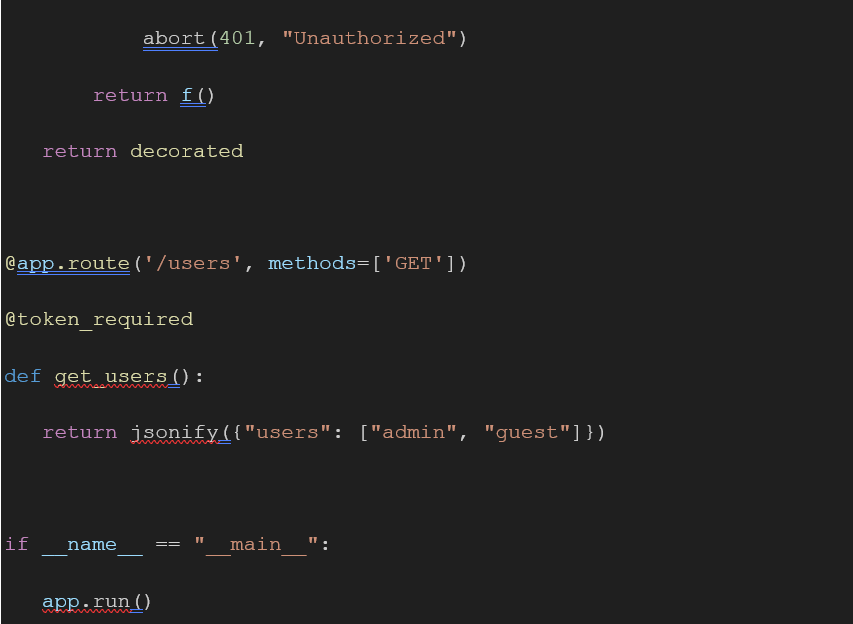 abort(401, "Unauthorized")
return f()
return decorated
@app.route('/users', methods=['GET'])
@token_required
def get_users():
return jsonify({"users": ["admin", "guest"]})
if __name__ == "__main__":
app.run()